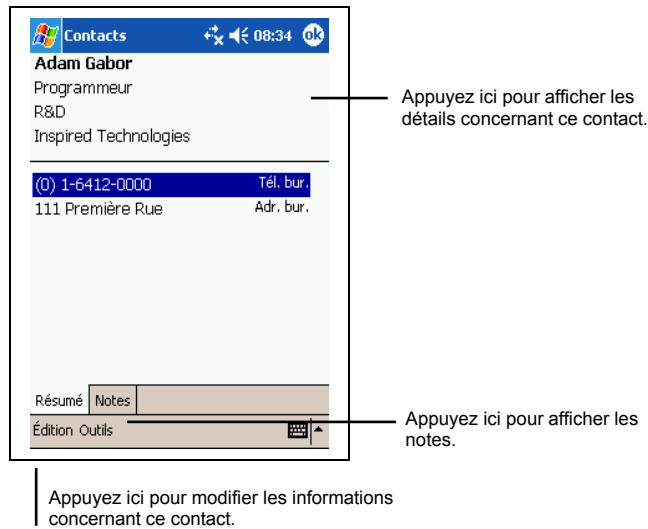 Contacts 08:34 ok
Adam Gabor
Programmeur
R&D
Inspired Technologies
(0) 1-6412-0000 Tél. bur.
111 Première Rue Adr. bur.
Résumé Notes
Édition Outils
Appuyez ici pour afficher les
détails concernant ce contact.
Appuyez ici pour afficher les
notes.
Appuyez ici pour modifier les informations
concernant ce contact.